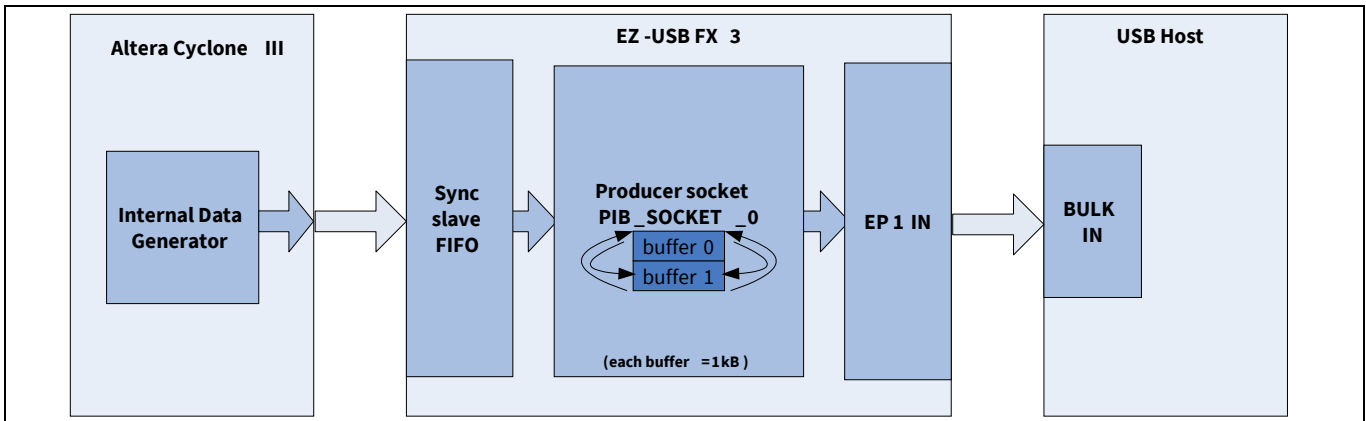 Altera Cyclone III
EZ -USB FX 3
USB Host
Internal Data
Generator
Sync
slave
FIFO
Producer socket
PIB_SOCKET _0
buffer 0
buffer 1
(each buffer =1kB )
EP 1 IN
BULK
IN